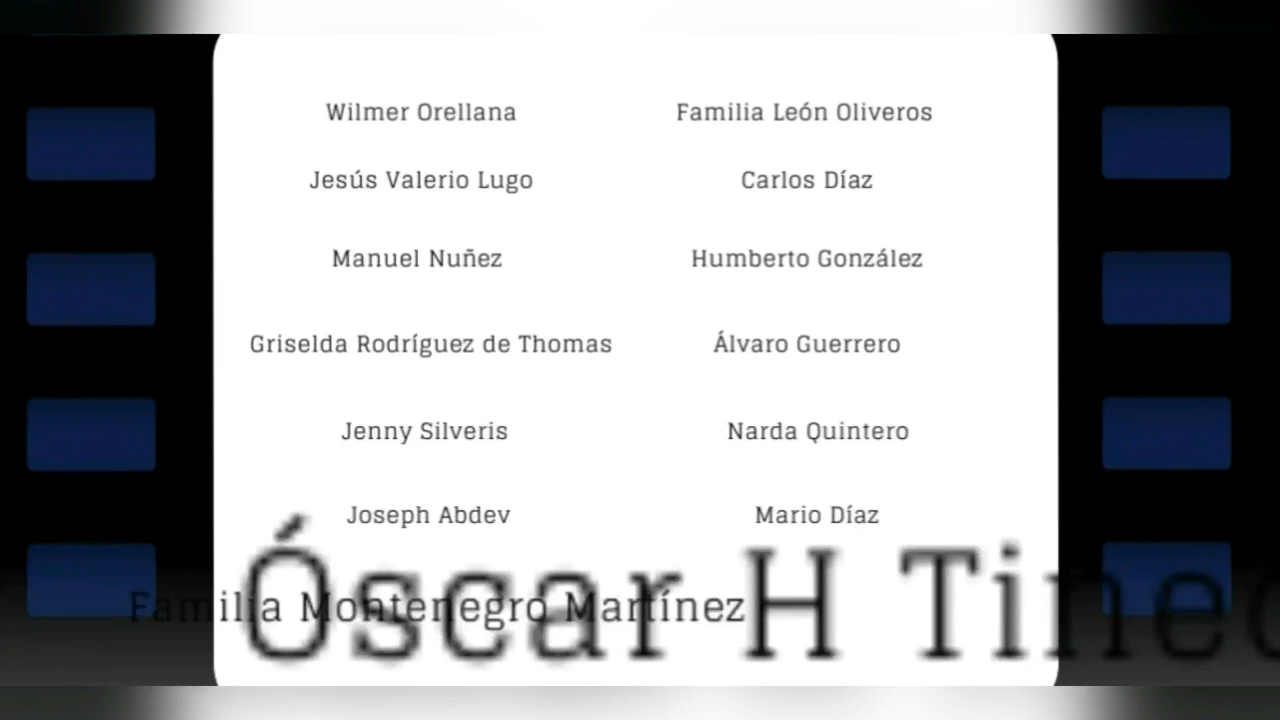 Wilmer Orellana
Familia León Oliveros
Jesús Valerio Lugo
Carlos Díaz
Manuel Nuñez
Humberto González
Griselda Rodríguez de Thomas
Álvaro Guerrero
Jenny Silveris
Narda Quintero
Joseph Abdev
Mario Díaz
Familia Montenegro Martínez
Óscar H